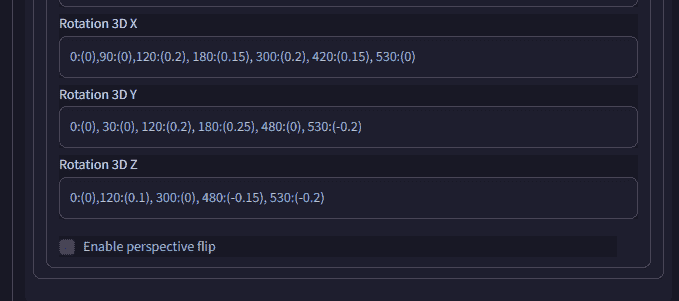 Rotation 3D X
0:(0),90:(0),120:(0.2), 180:(0.15), 300:(0.2), 420:(0.15), 530:(0)
Rotation 3D Y
0:(0), 30:(0), 120:(0.2), 180:(0.25), 480:(0), 530:(-0.2)
Rotation 3D Z
0:(0),120:(0.1), 300:(0), 480:(-0.15), 530:(-0.2)
Enable perspective flip